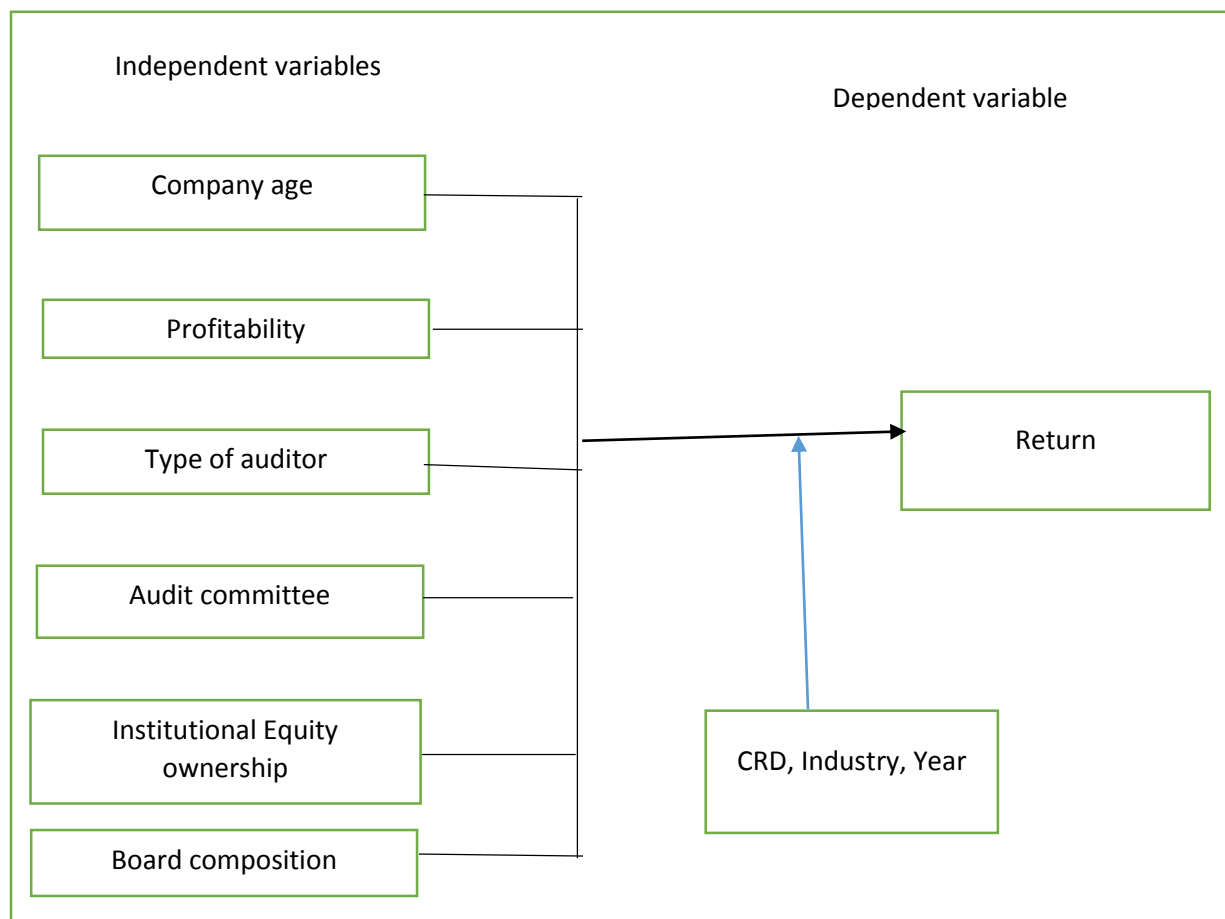 Independent variables
Dependent variable
Company age
Profitability
Type of auditor
Return
Audit committee
Institutional Equity
ownership
CRD, Industry, Year
Board composition